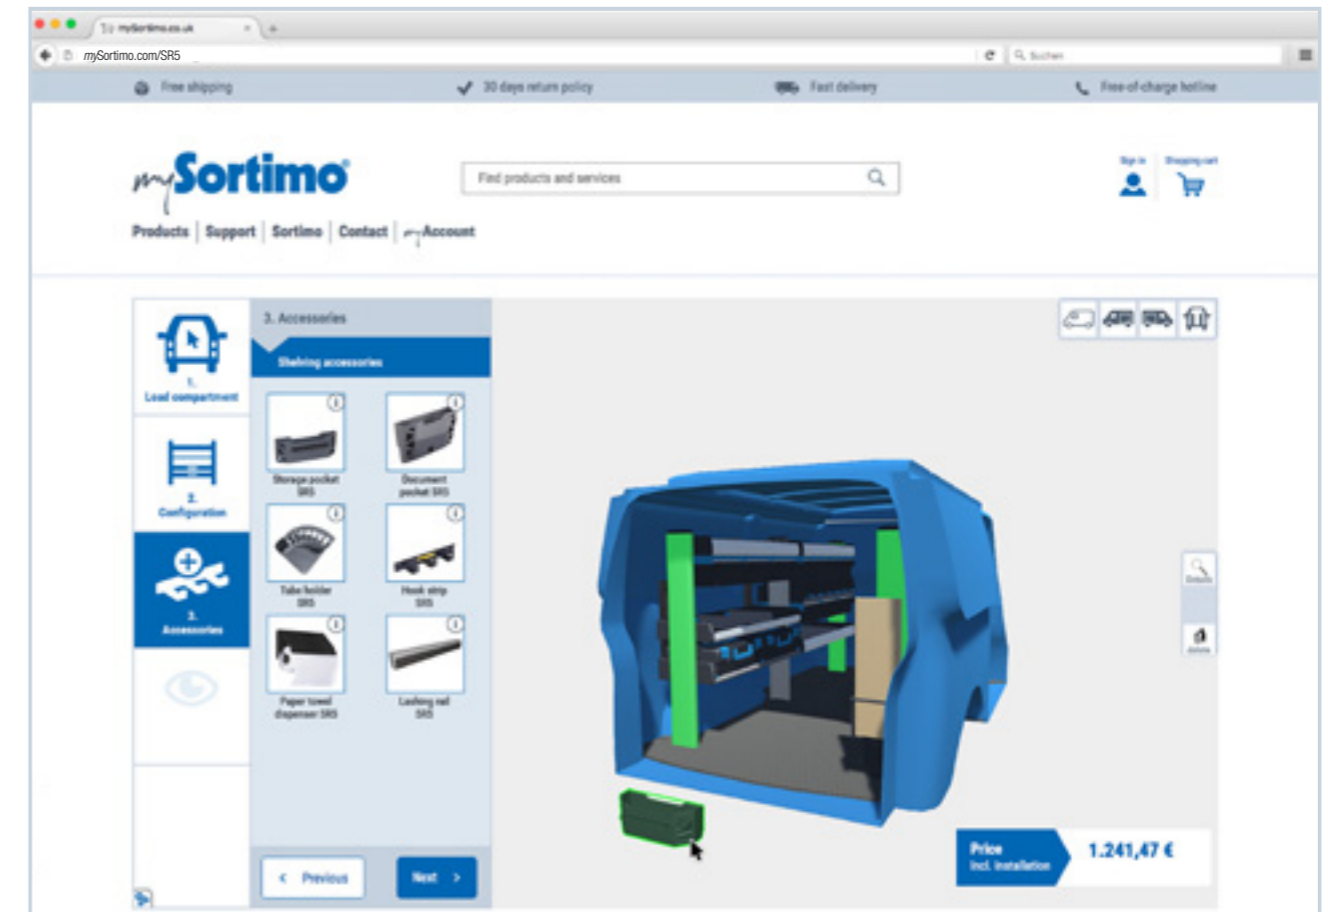 mySortimo.co.uk
mySortimo.com/SR5
Suchen
Free shipping
30 days return policy
Fast delivery
Free-of-charge hotline
mySortimo®
Find products and services
Sign in
Shopping cart
Products | Support | Sortimo | Contact | myAccount
1.
Load compartment
2.
Configuration
3.
Accessories
3. Accessories
Shelving accessories
Storage pocket
SR5
Document
pocket SR5
Tube holder
SR5
Hook strip
SR5
Paper towel
dispenser SR5
Lashing rail
SR5
< Previous
Next >
Details
delete
Price
incl. installation
1.241,47 €